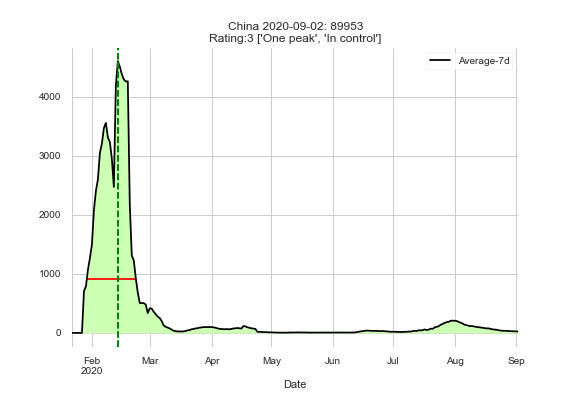 China 2020-09-02: 89953
Rating:3 ['One peak', 'In control']
Average-7d
4000
3000
2000
1000
0
Feb Mar Apr May Jun Jul Aug Sep
2020
Date